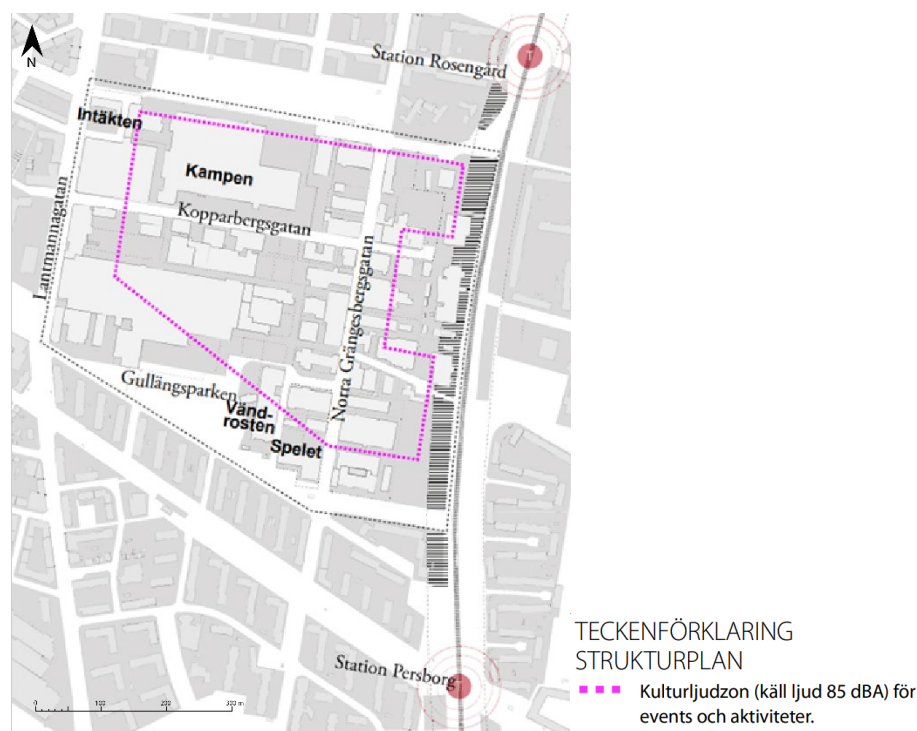 N
Station Rosengård
T
Intäkten
Kampen
Kopparbergsgatan
Lantmannagatan
Norra Grängesbergsgatan
Gullängsparken
Vänd-
rosten
Spelet
Station Persborg
T
0 100 200 300 m
TECKENFÖRKLARING
STRUKTURPLAN
Kulturljudzon (käll ljud 85 dBA) för
events och aktiviteter.